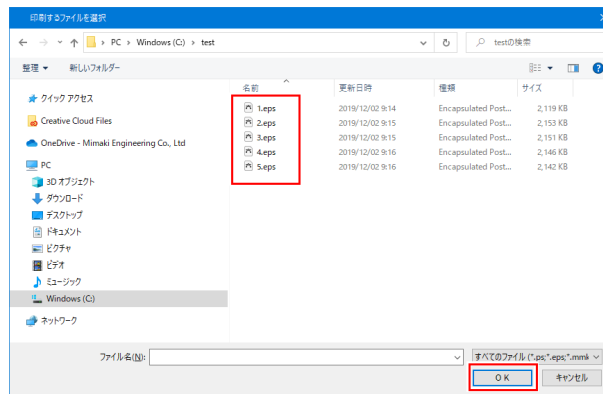 印刷するファイルを選択
PC › Windows (C:) › test
testの検索
整理 新しいフォルダー
名前 更新日時 種類 サイズ
クイック アクセス
Creative Cloud Files
OneDrive - Mimaki Engineering Co., Ltd
PC
3D オブジェクト
ダウンロード
デスクトップ
ドキュメント
ピクチャ
ビデオ
ミュージック
Windows (C:)
ネットワーク
1.eps 2019/12/02 9:14 Encapsulated Post... 2,119 KB
2.eps 2019/12/02 9:15 Encapsulated Post... 2,153 KB
3.eps 2019/12/02 9:15 Encapsulated Post... 2,151 KB
4.eps 2019/12/02 9:16 Encapsulated Post... 2,146 KB
5.eps 2019/12/02 9:16 Encapsulated Post... 2,142 KB
ファイル名(N): すべてのファイル (*.ps;*.eps;*.mmk
OK キャンセル